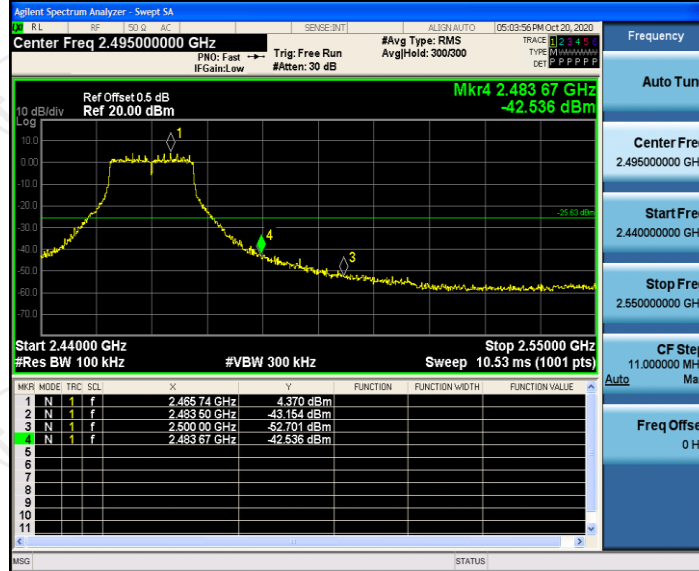 Agilent Spectrum Analyzer - Swept SA
RL RF 50 Ω AC SENSE:INT ALIGN AUTO 05:03:56 PM Oct 20, 2020
Center Freq 2.495000000 GHz
PNO: Fast
IFGain:Low
Trig: Free Run
#Atten: 30 dB
#Avg Type: RMS
Avg|Hold: 300/300
TRACE 1 2 3 4 5 6
TYPE M
DET P P P P P P
Ref Offset 0.5 dB
10 dB/div Ref 20.00 dBm
Log
Mkr4 2.483 67 GHz
-42.536 dBm
10.0
0.00
-10.0
-20.0
-30.0
-40.0
-50.0
-60.0
-70.0
1
4
3
-25.63 dBm
Start 2.44000 GHz Stop 2.55000 GHz
#Res BW 100 kHz #VBW 300 kHz Sweep 10.53 ms (1001 pts)
MKR MODE TRC SCL X Y FUNCTION FUNCTION WIDTH FUNCTION VALUE
1 N 1 f 2.465 74 GHz 4.370 dBm
2 N 1 f 2.483 50 GHz -43.154 dBm
3 N 1 f 2.500 00 GHz -52.701 dBm
4 N 1 f 2.483 67 GHz -42.536 dBm
5
6
7
8
9
10
11
MSG STATUS
Frequency
Auto Tun
Center Fre
2.495000000 GH
Start Fre
2.440000000 GH
Stop Fre
2.550000000 GH
CF Ste
11.000000 MH
Auto Ma
Freq Offse
0 H